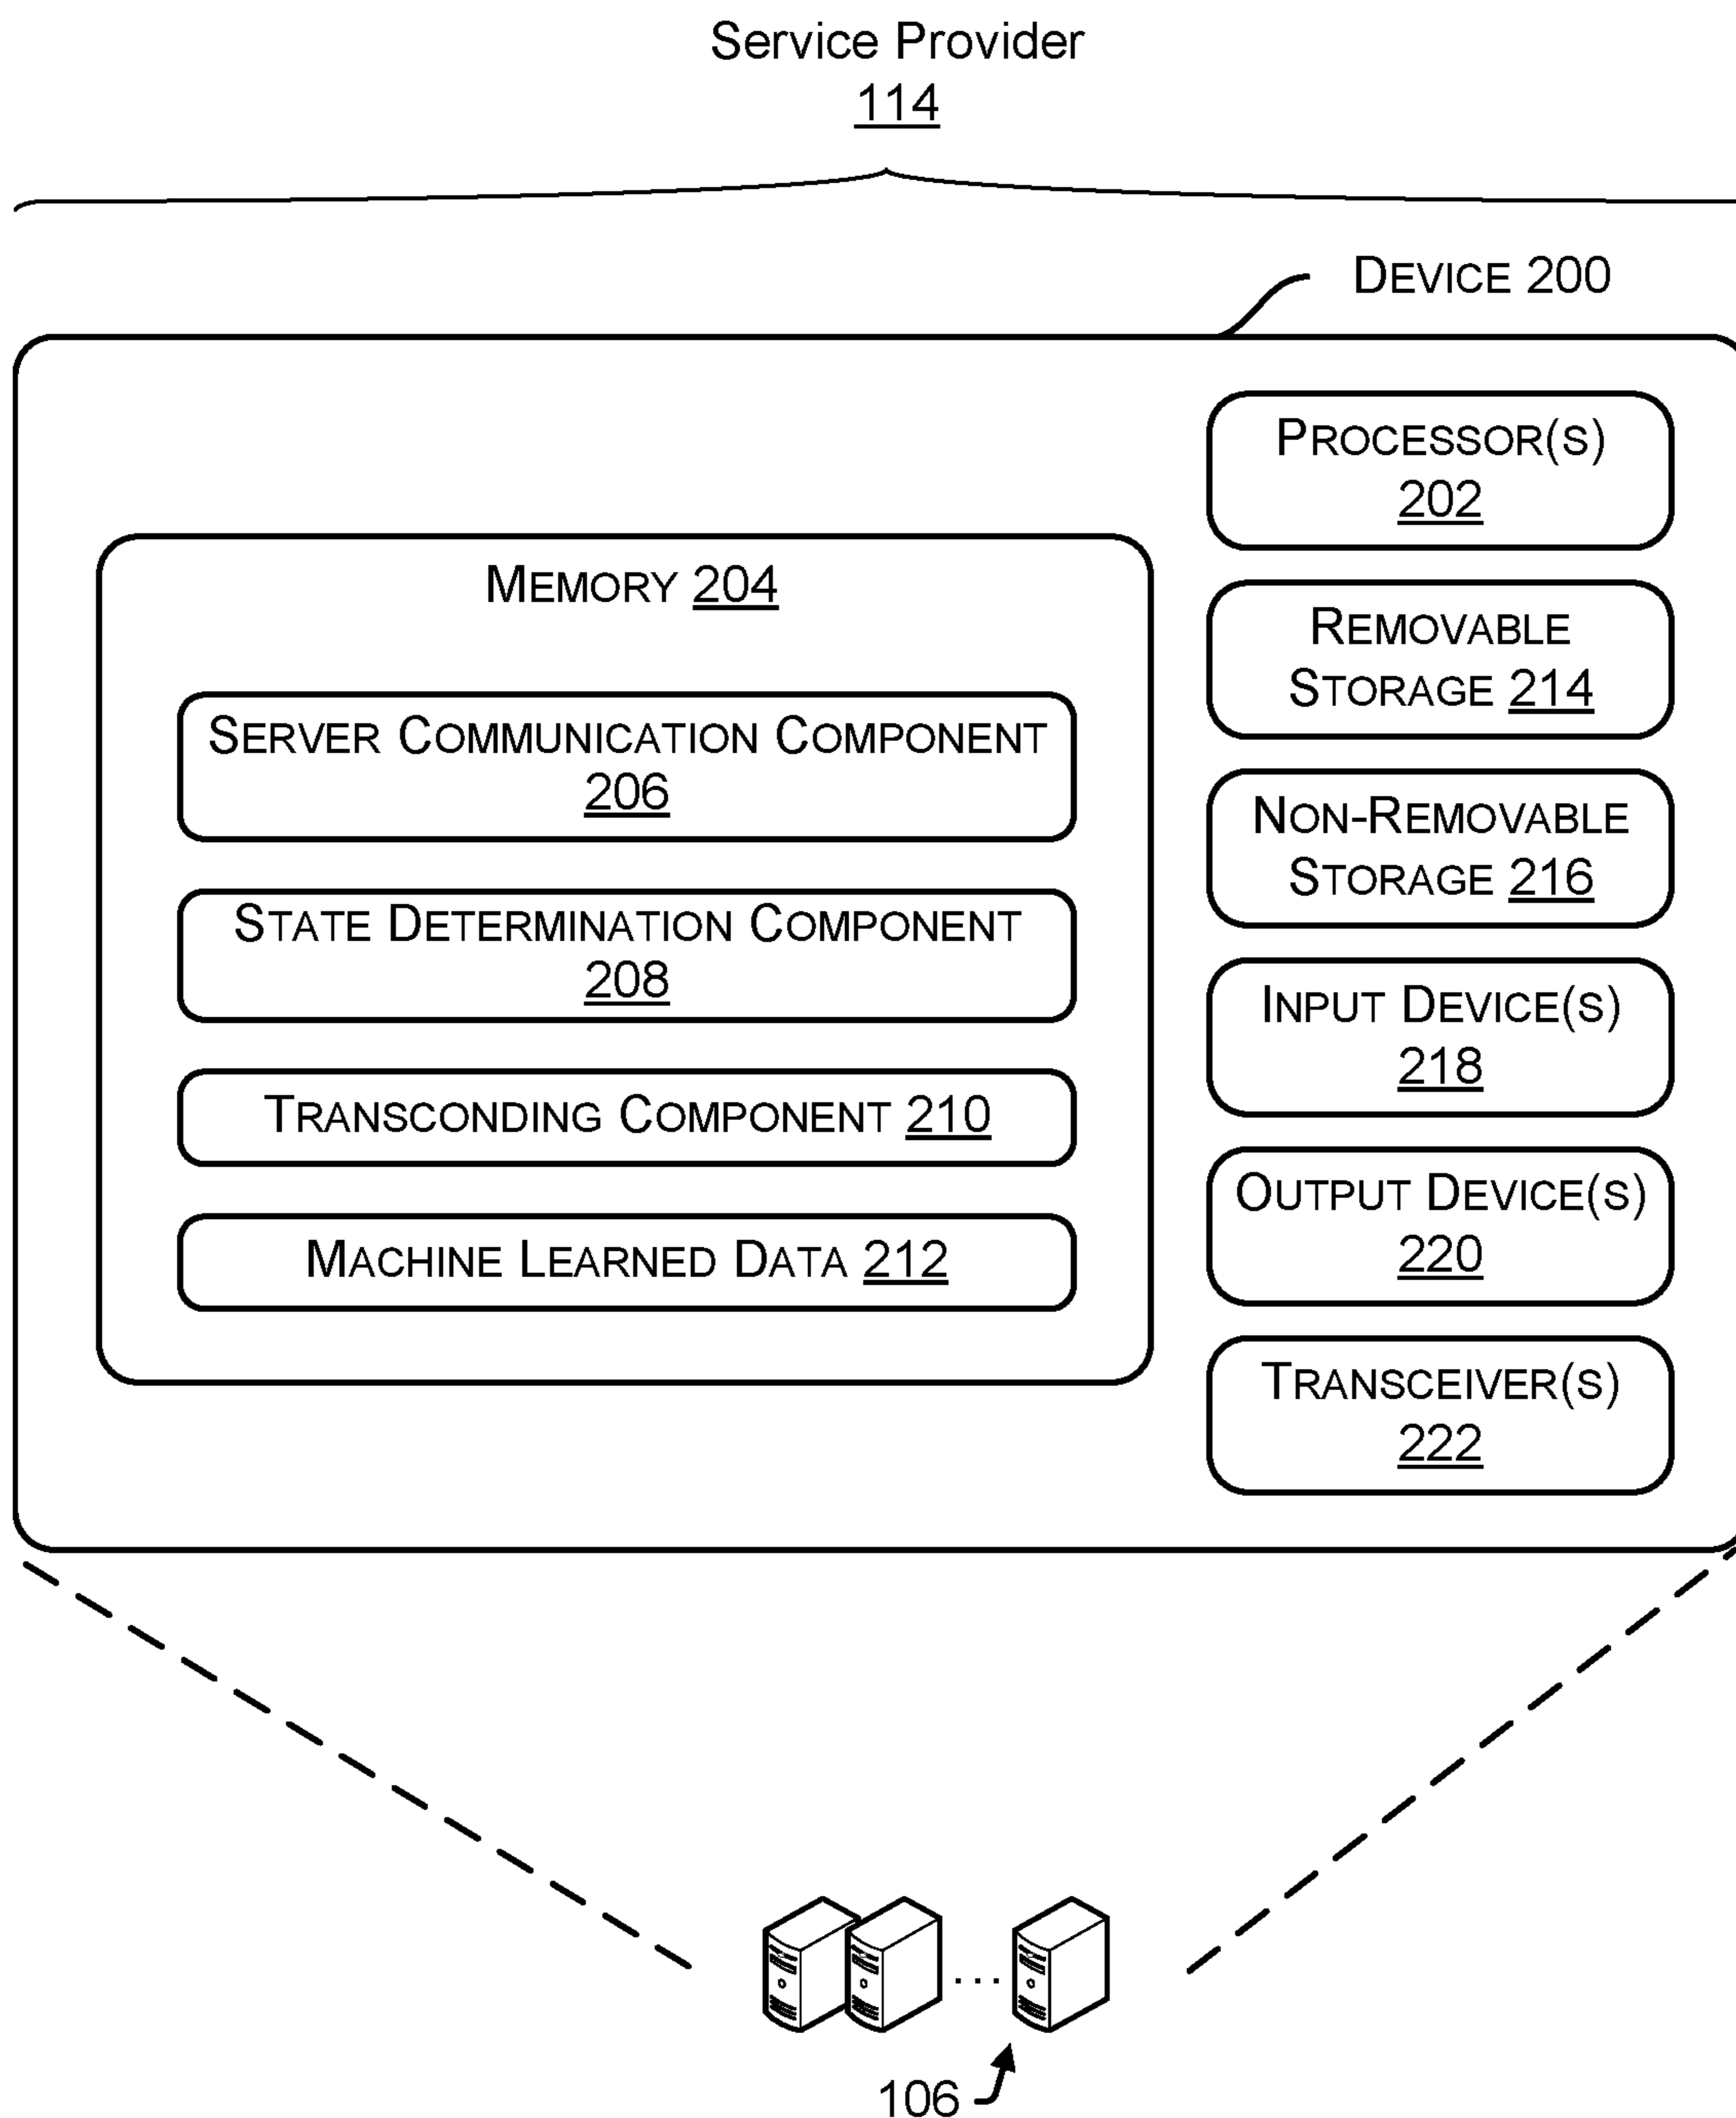 Service Provider
114
DEVICE 200
MEMORY 204
SERVER COMMUNICATION COMPONENT
206
STATE DETERMINATION COMPONENT
208
TRANSCONDING COMPONENT 210
MACHINE LEARNED DATA 212
PROCESSOR(S)
202
REMOVABLE
STORAGE 214
NON-REMOVABLE
STORAGE 216
INPUT DEVICE(S)
218
OUTPUT DEVICE(S)
220
TRANSCEIVER(S)
222
...
106